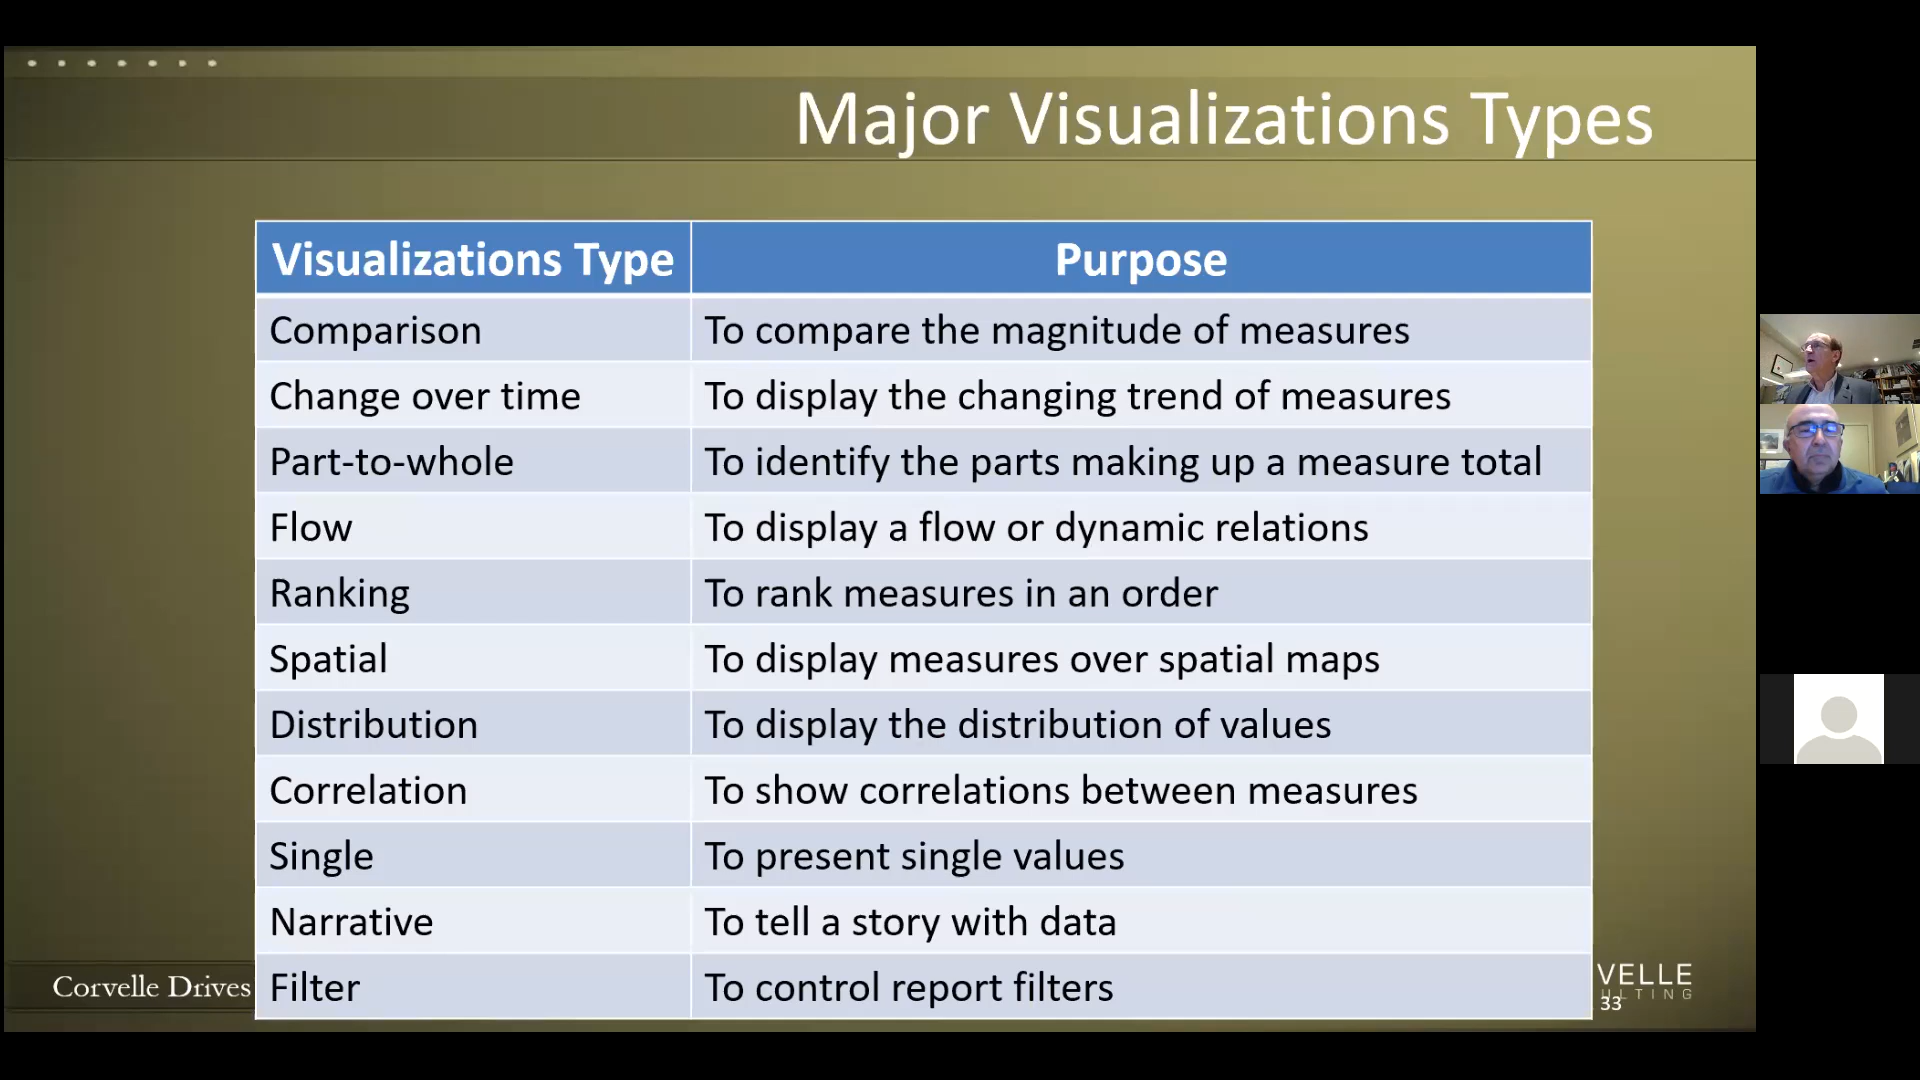 Major Visualizations Types
Visualizations Type Purpose
Comparison To compare the magnitude of measures
Change over time To display the changing trend of measures
Part-to-whole To identify the parts making up a measure total
Flow To display a flow or dynamic relations
Ranking To rank measures in an order
Spatial To display measures over spatial maps
Distribution To display the distribution of values
Correlation To show correlations between measures
Single To present single values
Narrative To tell a story with data
Filter To control report filters
Corvelle Drives
VELLE
ULTING
33